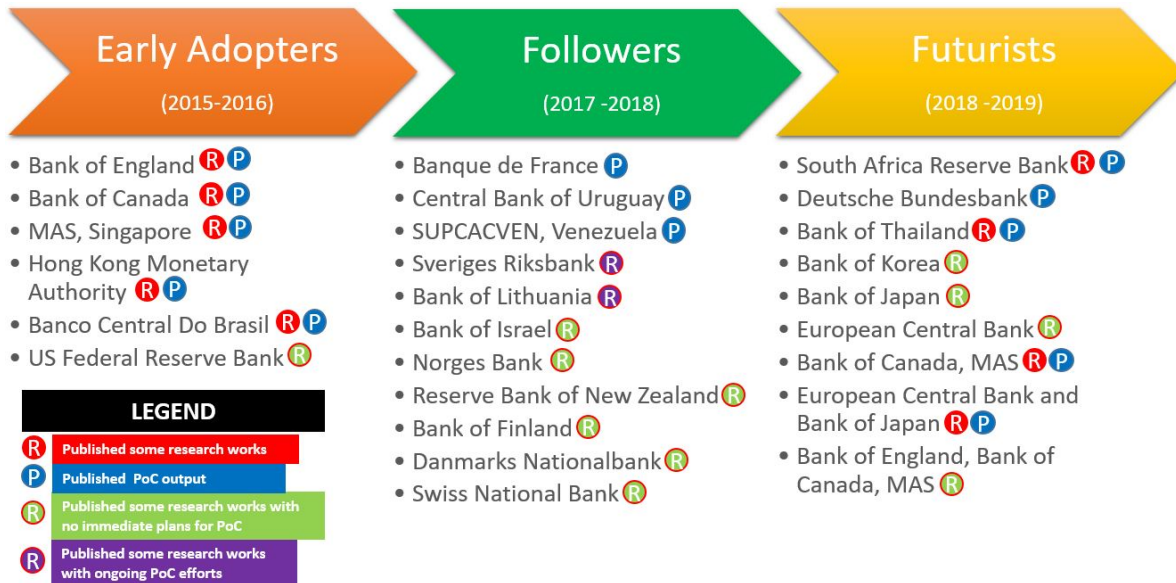 Early Adopters
(2015-2016)
• Bank of England R P
• Bank of Canada R P
• MAS, Singapore R P
• Hong Kong Monetary
Authority R P
• Banco Central Do Brasil R P
• US Federal Reserve Bank R
LEGEND
R Published some research works
P Published PoC output
R Published some research works with
no immediate plans for PoC
R Published some research works
with ongoing PoC efforts
Followers
(2017 -2018)
• Banque de France P
• Central Bank of Uruguay P
• SUPCACVEN, Venezuela P
• Sveriges Riksbank R
• Bank of Lithuania R
• Bank of Israel R
• Norges Bank R
• Reserve Bank of New Zealand R
• Bank of Finland R
• Danmarks Nationalbank R
• Swiss National Bank R
Futurists
(2018 -2019)
• South Africa Reserve Bank R P
• Deutsche Bundesbank P
• Bank of Thailand R P
• Bank of Korea R
• Bank of Japan R
• European Central Bank R
• Bank of Canada, MAS R P
• European Central Bank and
Bank of Japan R P
• Bank of England, Bank of
Canada, MAS R